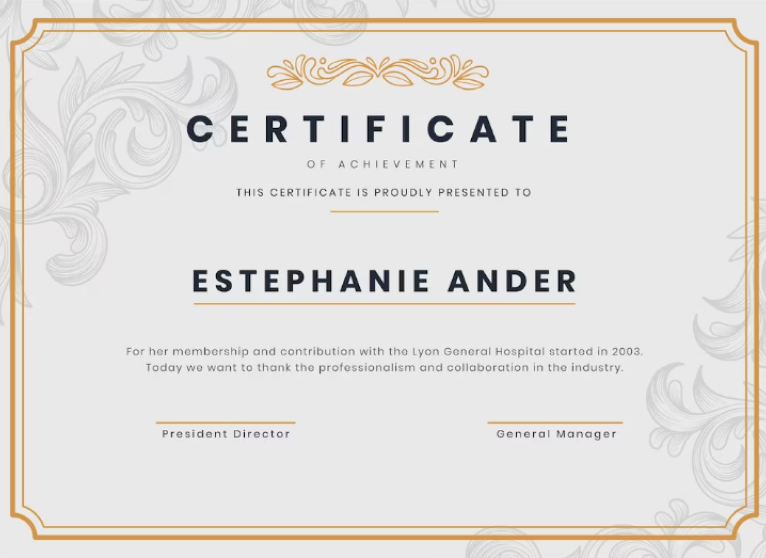 CERTIFICATE
OF ACHIEVEMENT
THIS CERTIFICATE IS PROUDLY PRESENTED TO
ESTEPHANIE ANDER
For her membership and contribution with the Lyon General Hospital started in 2003.
Today we want to thank the professionalism and collaboration in the industry.
President Director
General Manager